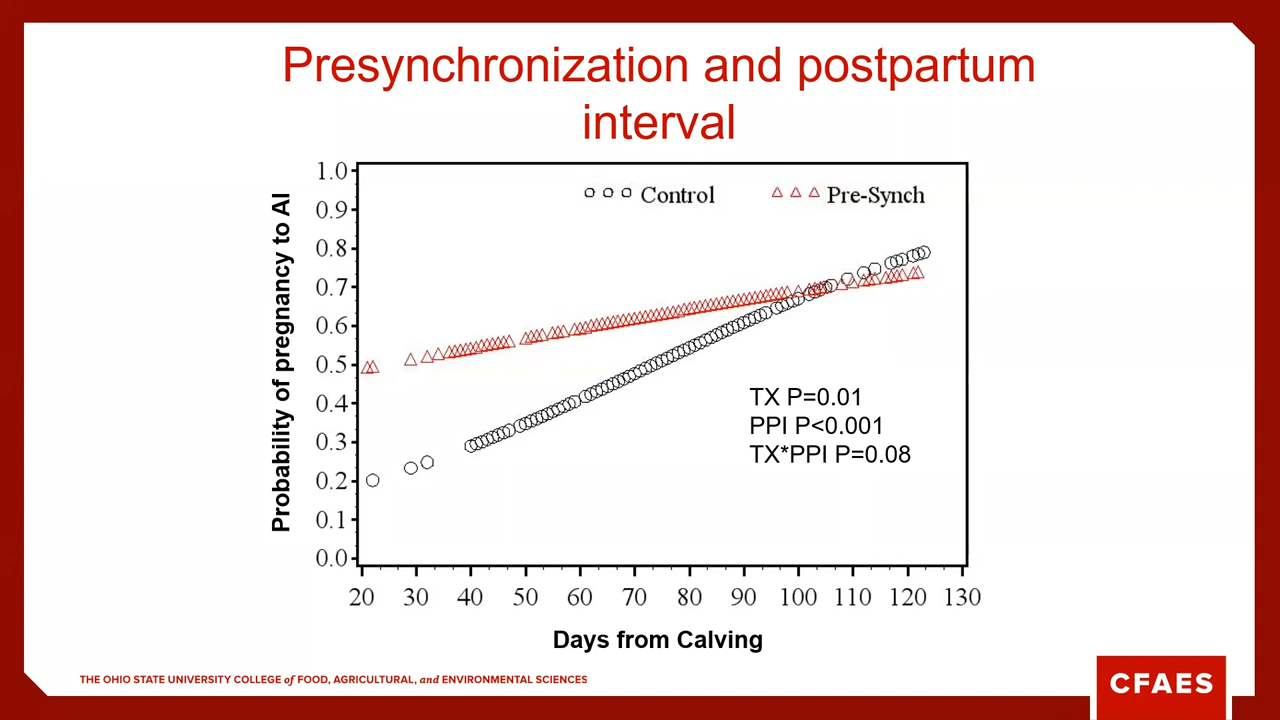 Presynchronization and postpartum
interval
Probability of pregnancy to AI
1.0
0.9
0.8
0.7
0.6
0.5
0.4
0.3
0.2
0.1
0.0
Control
Pre-Synch
TX P=0.01
PPI P<0.001
TX*PPI P=0.08
20 30 40 50 60 70 80 90 100 110 120 130
Days from Calving
THE OHIO STATE UNIVERSITY COLLEGE of FOOD, AGRICULTURAL, and ENVIRONMENTAL SCIENCES
CFAES